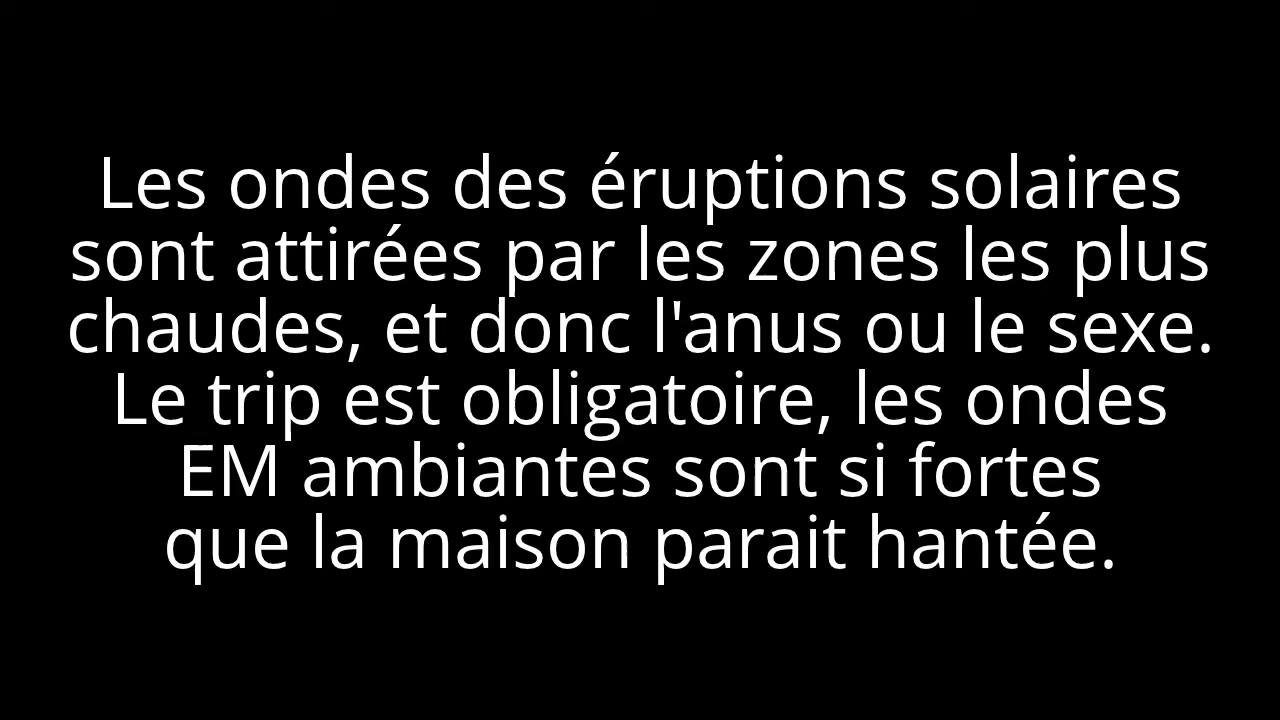 Les ondes des éruptions solaires
sont attirées par les zones les plus
chaudes, et donc l'anus ou le sexe.
Le trip est obligatoire, les ondes
EM ambiantes sont si fortes
que la maison parait hantée.